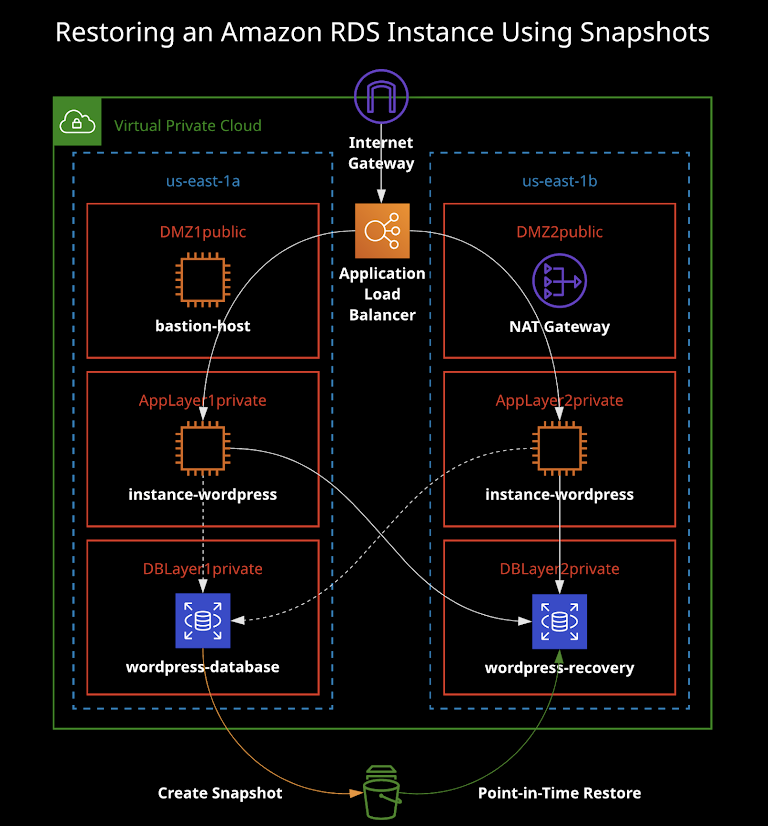 Restoring an Amazon RDS Instance Using Snapshots
Virtual Private Cloud
Internet
Gateway
us-east-1a
us-east-1b
DMZ1public
DMZ2public
Application
Load
Balancer
bastion-host
NAT Gateway
AppLayer1private
AppLayer2private
instance-wordpress
instance-wordpress
DBLayer1private
DBLayer2private
wordpress-database
wordpress-recovery
Create Snapshot
Point-in-Time Restore